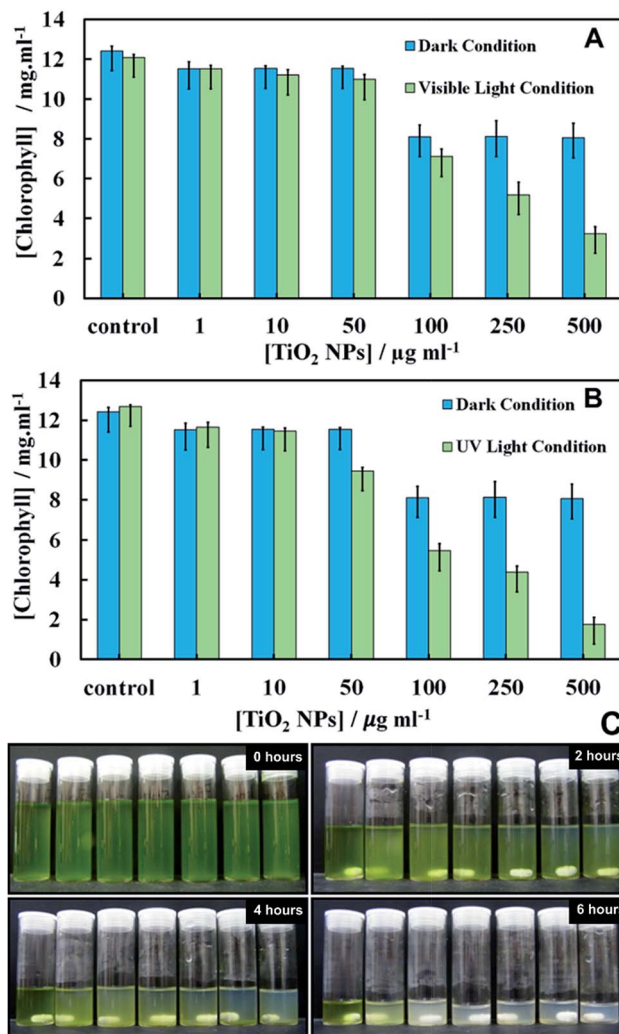 14
A
12
Dark Condition
10
Visible Light Condition
8
6
4
2
0
[Chlorophyll] / mg.ml-1
control 1 10 50 100 250 500
[TiO2 NPs] / µg ml-1
14
B
12
Dark Condition
10
UV Light Condition
8
6
4
2
0
[Chlorophyll] / mg.ml-1
control 1 10 50 100 250 500
[TiO2 NPs] / µg ml-1
C
0 hours
2 hours
4 hours
6 hours